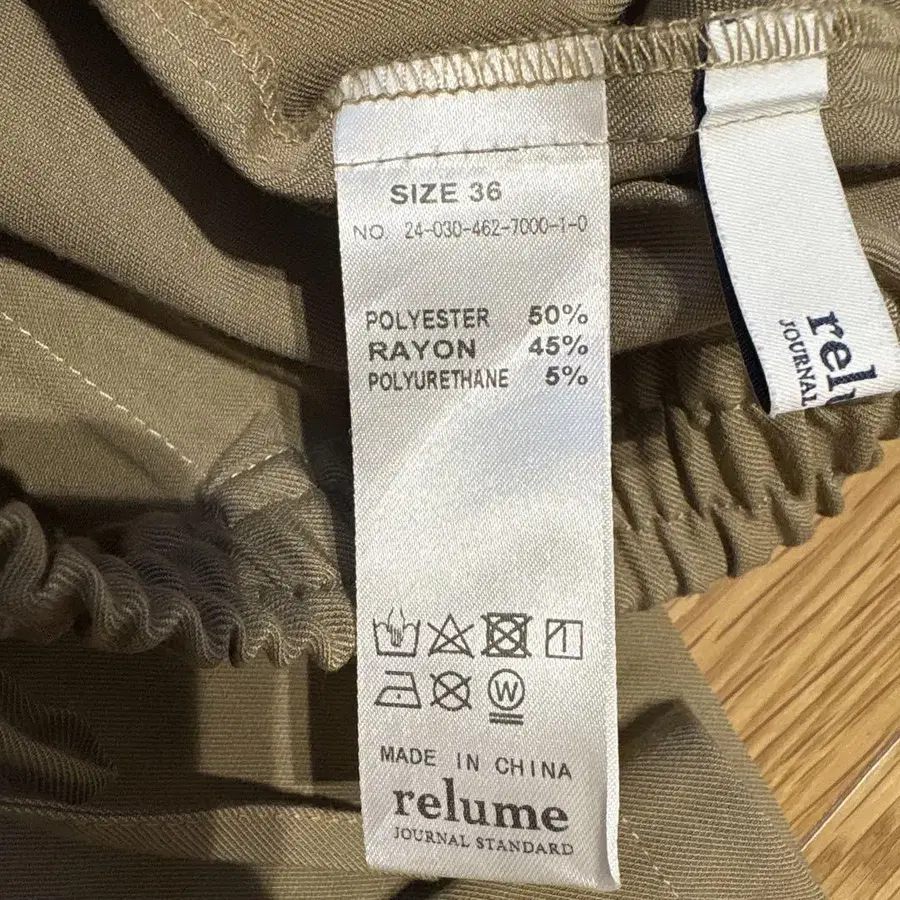 SIZE 36
NO. 24-030-462-7000-1-0
POLYESTER 50%
RAYON 45%
POLYURETHANE 5%
W
MADE IN CHINA
relume
JOURNAL STANDARD
JOURNAL